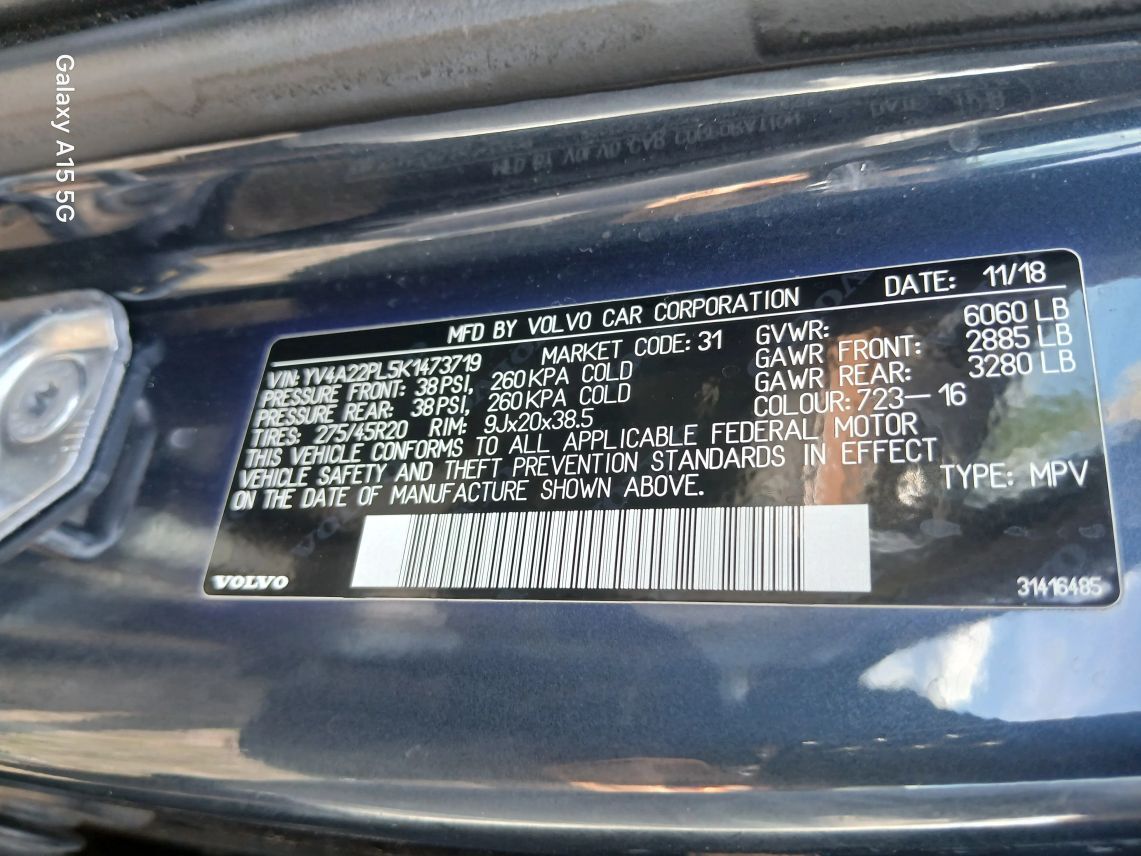 Galaxy A15 5G
MFD BY VOLVO CAR CORPORATION DATE: 11/18
VIN: YV4A22PL5K1473719 MARKET CODE: 31 GVWR: 6060 LB
PRESSURE FRONT: 38PSI, 260KPA COLD GAWR FRONT: 2885 LB
PRESSURE REAR: 38PSI, 260KPA COLD GAWR REAR: 3280 LB
TIRES: 275/45R20 RIM: 9Jx20x38.5 COLOUR: 723-16
THIS VEHICLE CONFORMS TO ALL APPLICABLE FEDERAL MOTOR
VEHICLE SAFETY AND THEFT PREVENTION STANDARDS IN EFFECT
ON THE DATE OF MANUFACTURE SHOWN ABOVE. TYPE: MPV
VOLVO 31416485